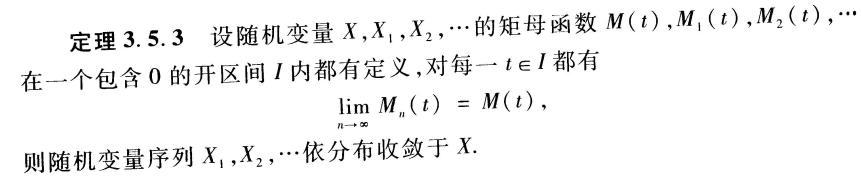 定理 3.5.3 设随机变量 X,X₁,X₂,⋯的矩母函数 M(t),M₁(t),M₂(t),⋯
在一个包含 0 的开区间 I 内都有定义,对每一 t∈I 都有
lim Mₙ(t) = M(t),
n→∞
则随机变量序列 X₁,X₂,⋯依分布收敛于 X.